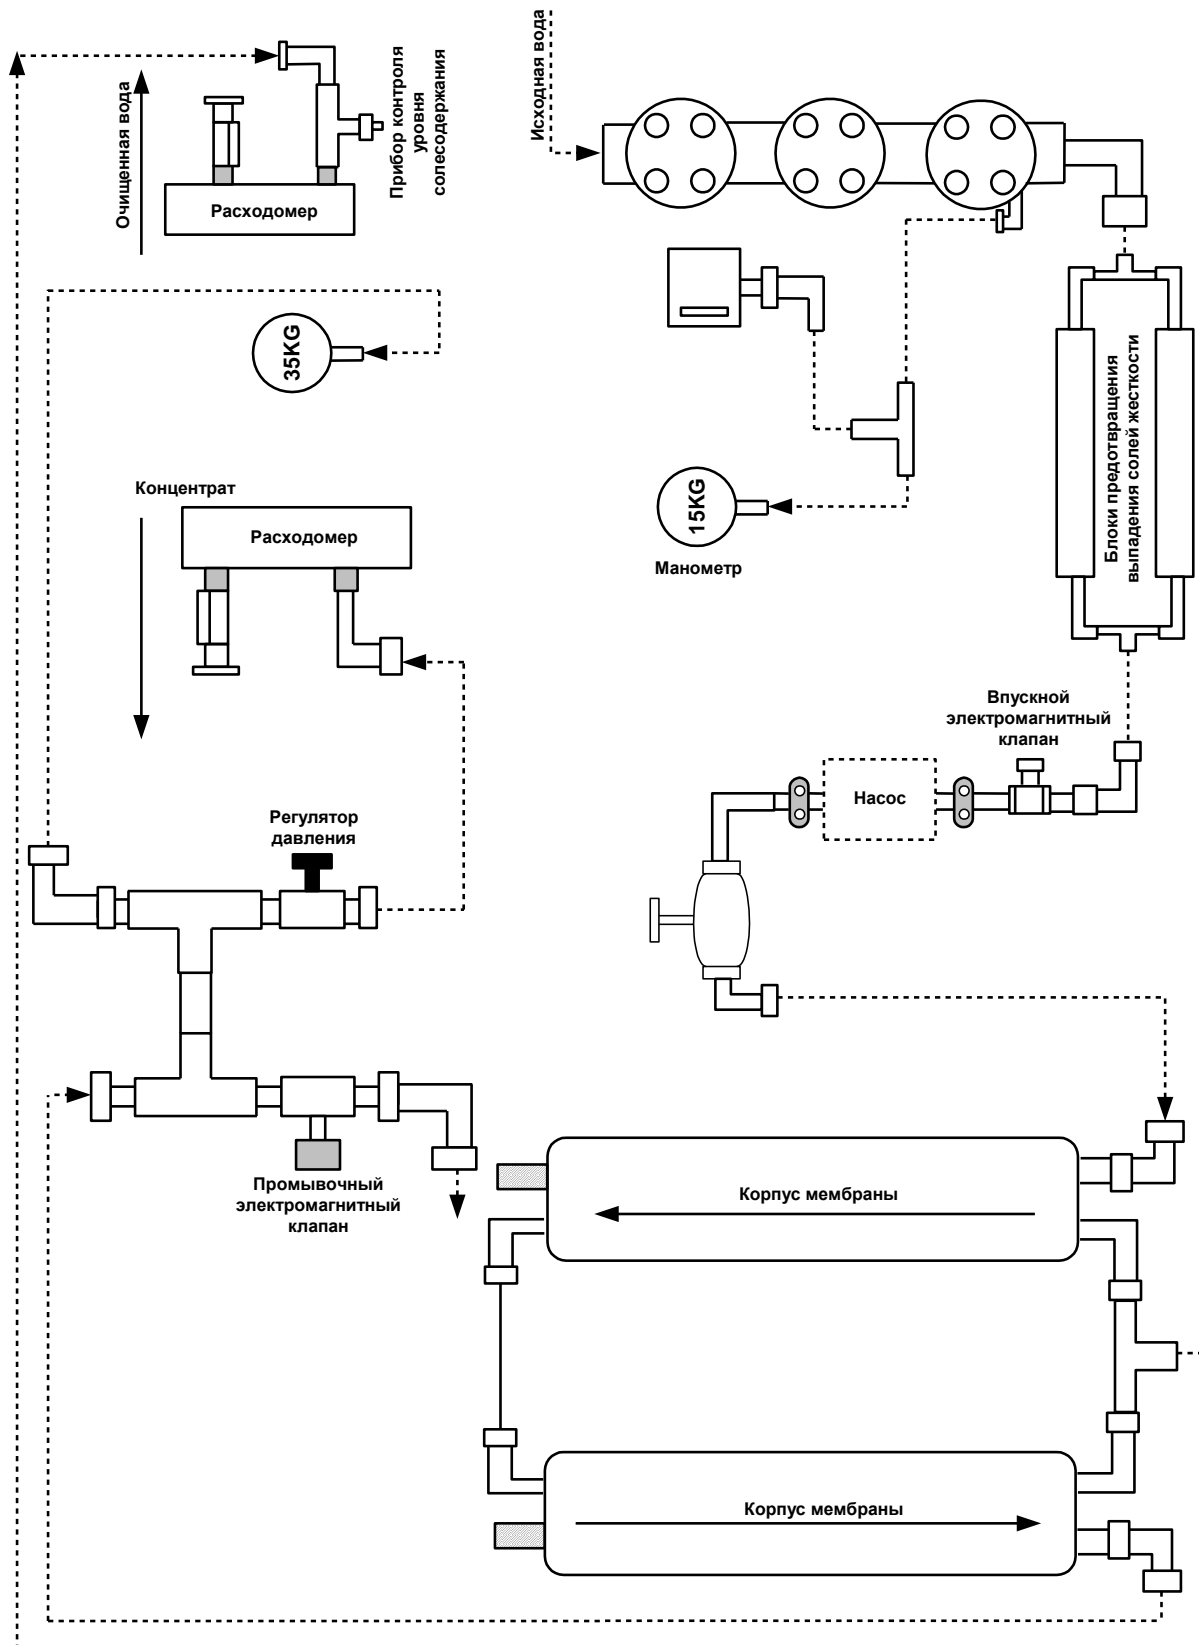 Исходная вода
Очищенная вода
Прибор контроля
уровня
солесодержания
Расходомер
35KG
Блоки предотвращения
выпадения солей жесткости
Концентрат
Расходомер
15KG
Манометр
Впускной
электромагнитный
клапан
Насос
Регулятор
давления
Промывочный
электромагнитный
клапан
Корпус мембраны
Корпус мембраны